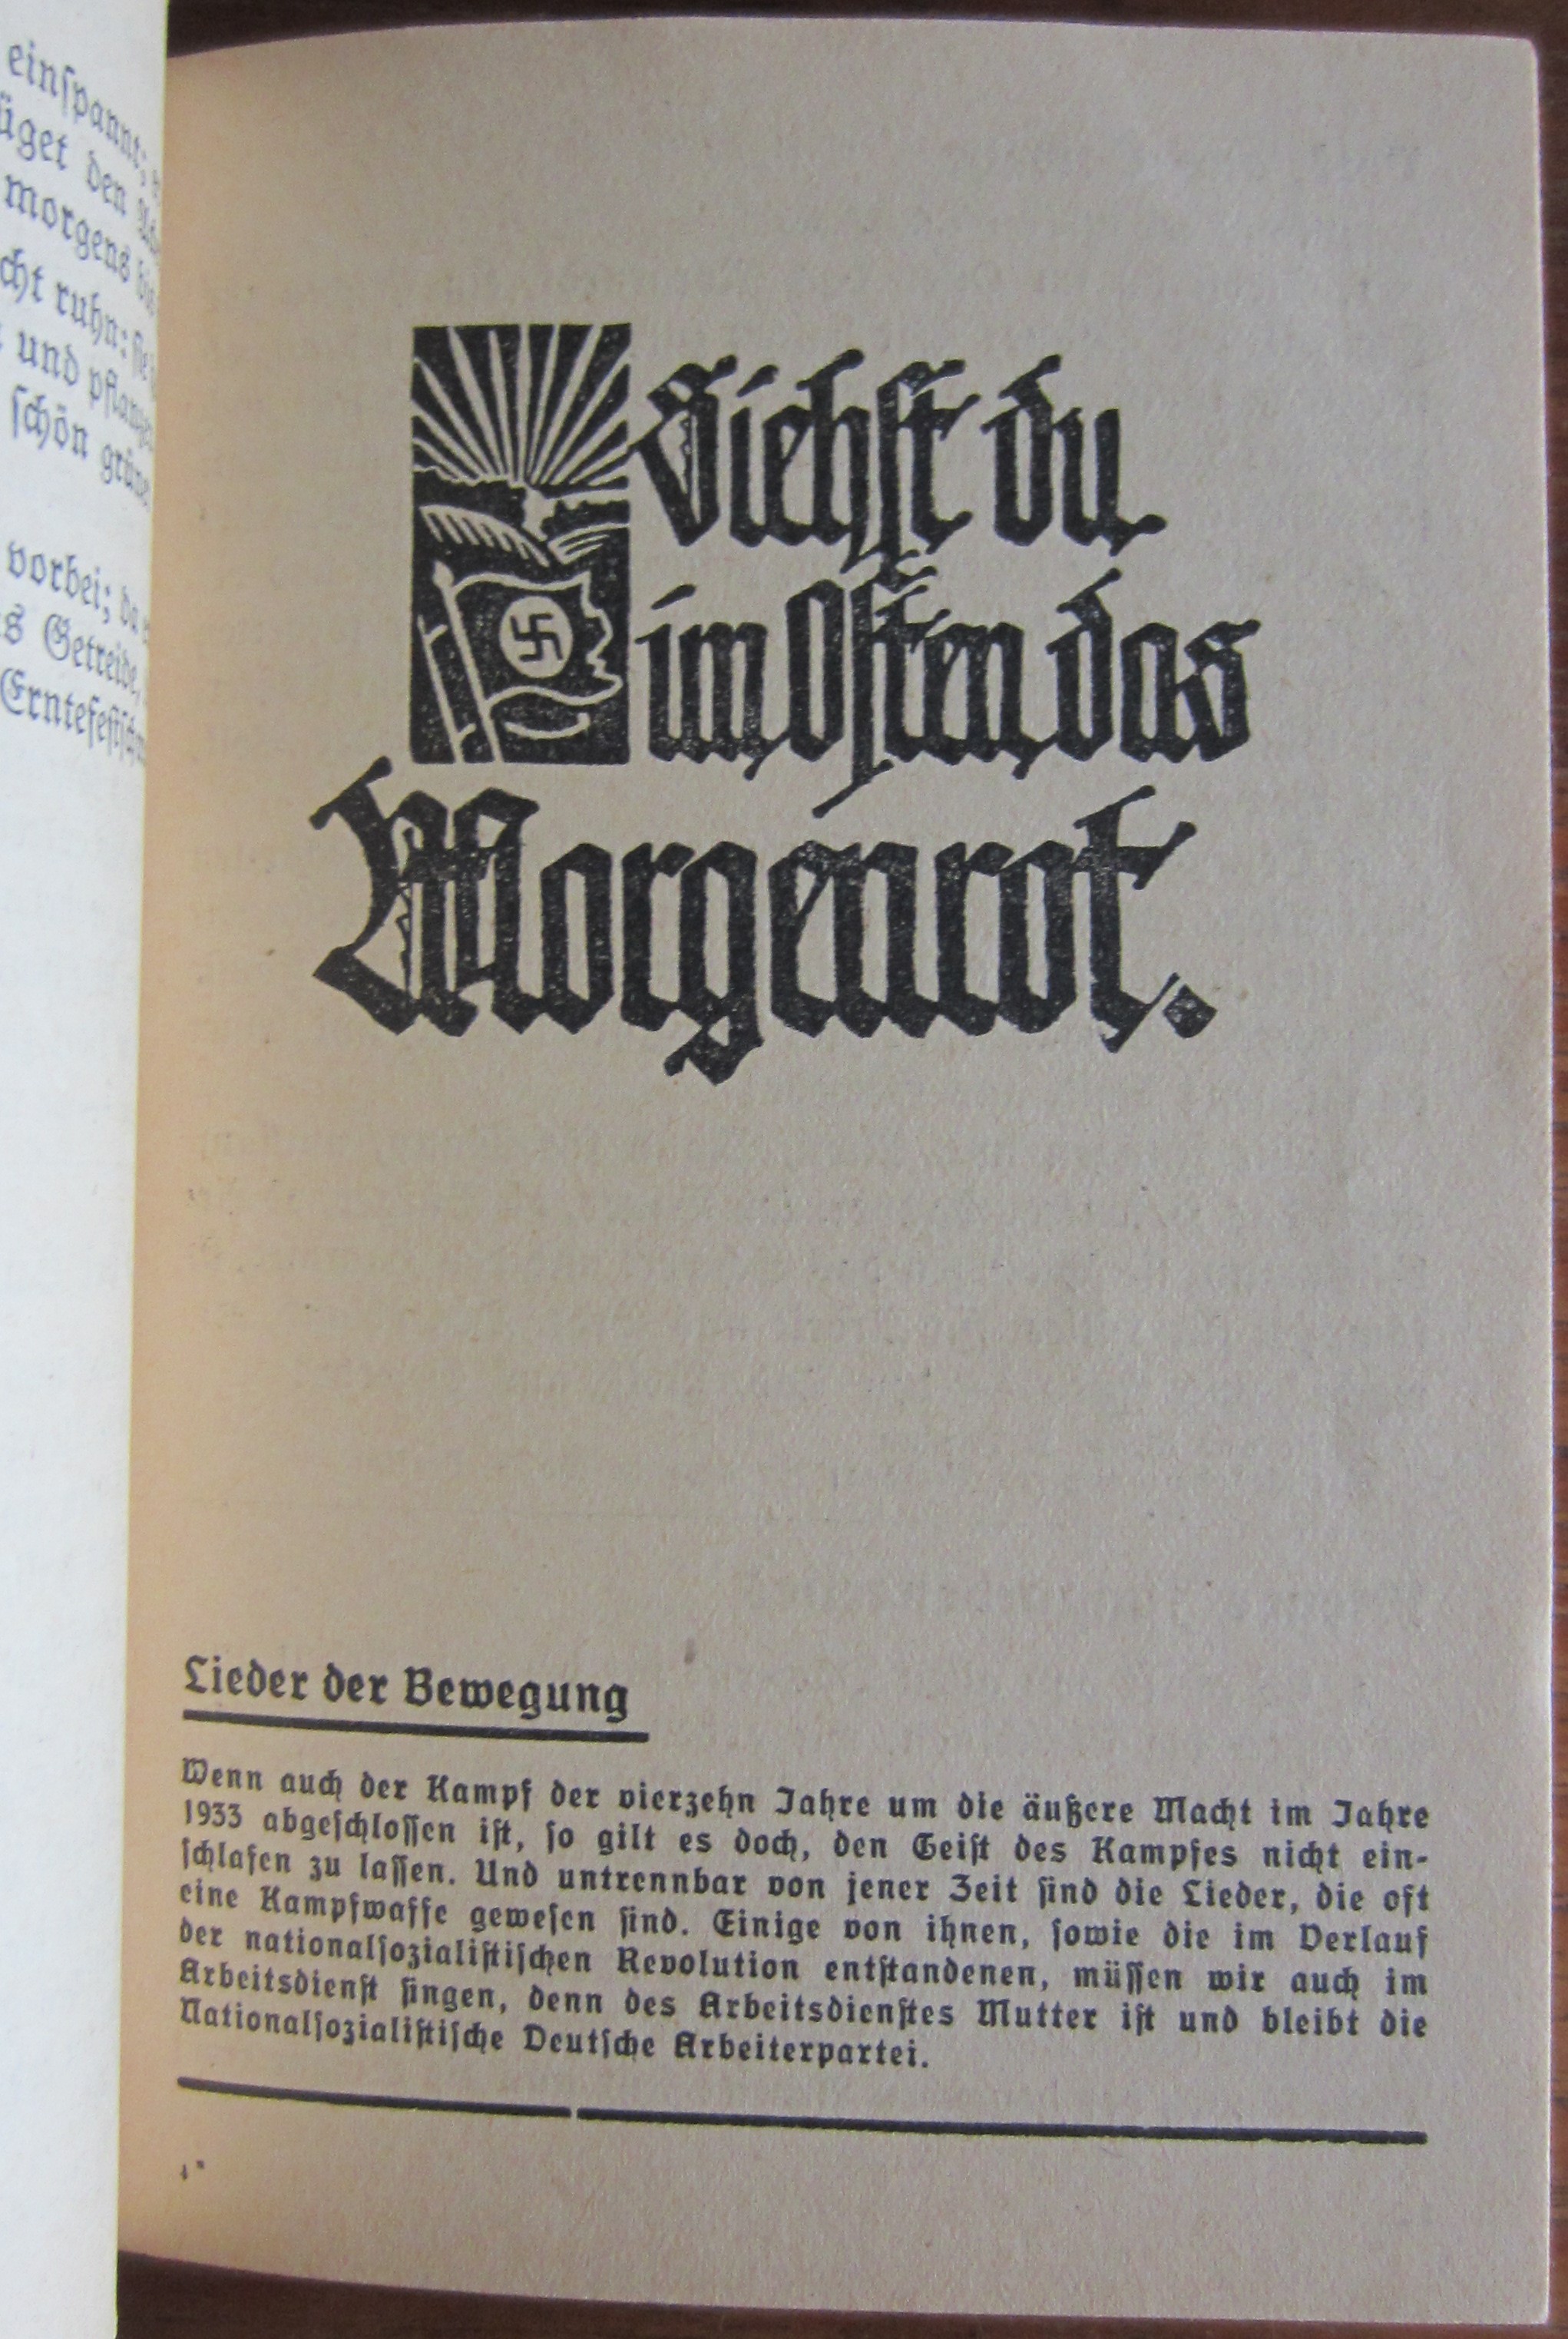 einspannt;
den
morgens
ruhn:
und
schön grüne
vorbei; da
Getreide,
Siehst du
im Osten das
Morgenrot.
Lieder der Bewegung
Wenn auch der Kampf der vierzehn Jahre um die äußere Macht im Jahre
1933 abgeschlossen ist, so gilt es doch, den Geist des Kampfes nicht ein-
schlafen zu lassen. Und untrennbar von jener Zeit sind die Lieder, die oft
eine Kampfwaffe gewesen sind. Einige von ihnen, sowie die im Verlauf
der nationalsozialistischen Revolution entstandenen, müssen wir auch im
Arbeitsdienst singen, denn des Arbeitsdienstes Mutter ist und bleibt die
Nationalsozialistische Deutsche Arbeiterpartei.